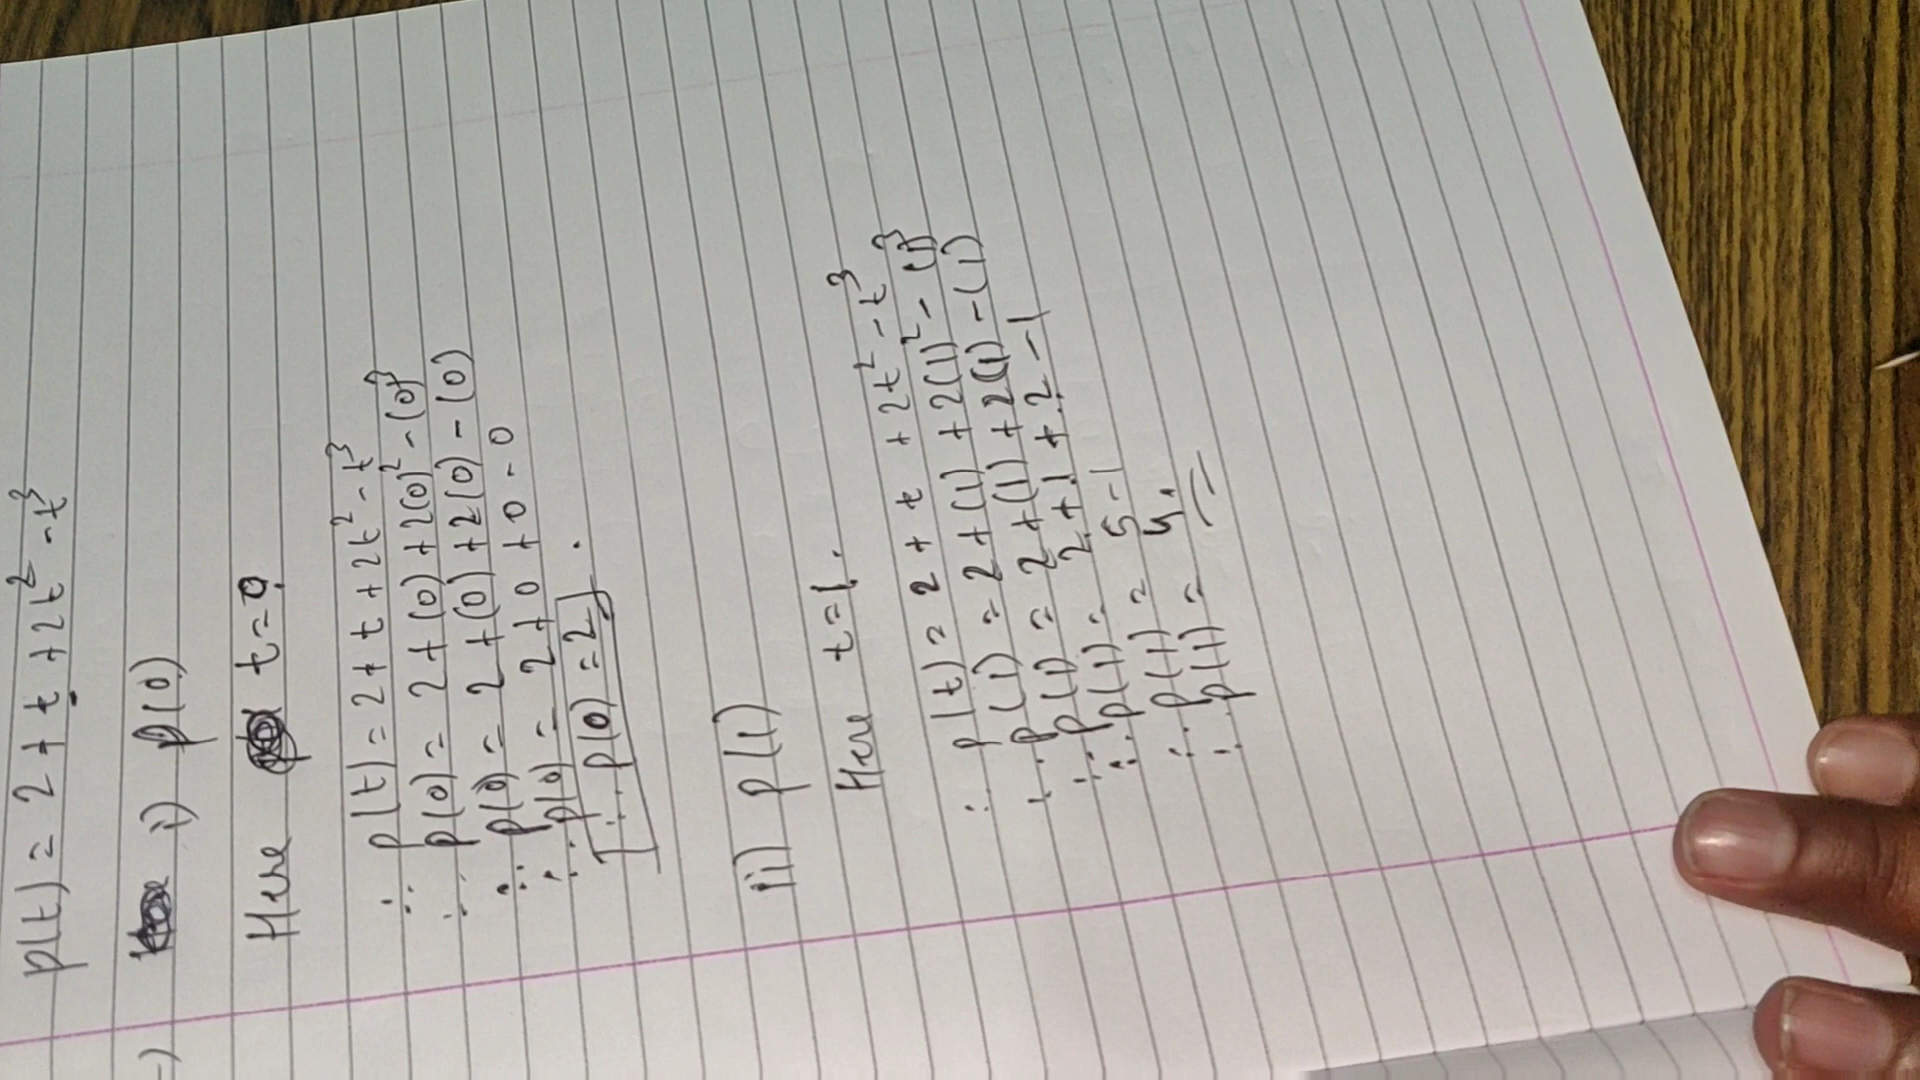 p(t) = 2 + t + 2t² - t³
→) i) p(0)
Here t = 0.
∴ p(t) = 2 + t + 2t² - t³
∴ p(0) = 2 + (0) + 2(0)² - (0)³
∴ p(0) = 2 + (0) + 2(0) - (0)
∴ p(0) = 2 + 0 + 0 - 0
∴ p(0) = 2 .
ii) p(1)
Here t = 1.
∴ p(t) = 2 + t + 2t² - t³
∴ p(1) = 2 + (1) + 2(1)² - (1)³
∴ p(1) = 2 + (1) + 2(1) - (1)
∴ p(1) = 2 + 1 + 2 - 1
∴ p(1) = 5 - 1
∴ p(1) = 4.